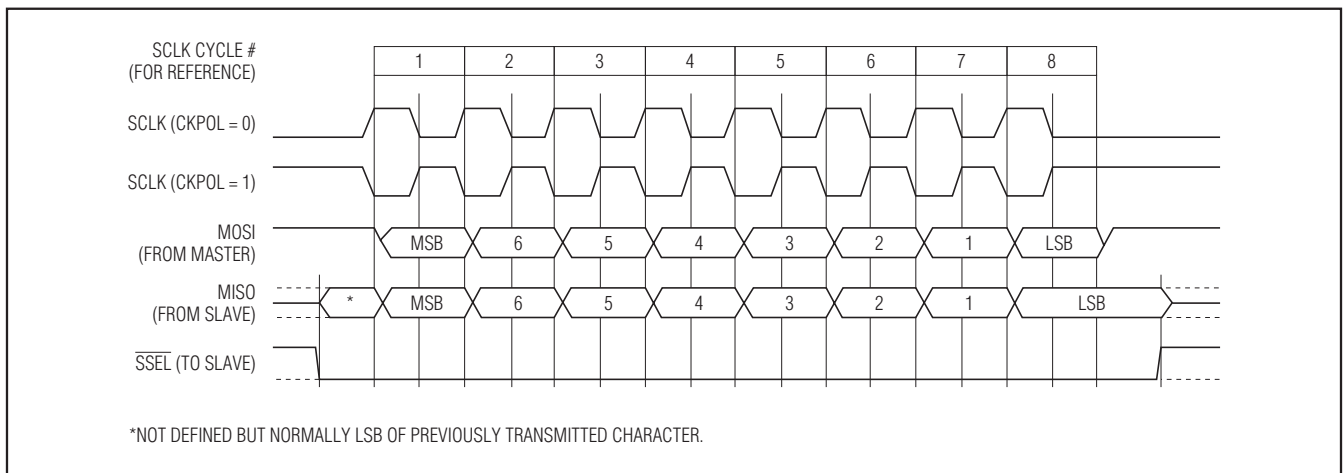 SCLK CYCLE #
(FOR REFERENCE)
1 2 3 4 5 6 7 8
SCLK (CKPOL = 0)
SCLK (CKPOL = 1)
MOSI
(FROM MASTER)
MSB 6 5 4 3 2 1 LSB
MISO
(FROM SLAVE)
* MSB 6 5 4 3 2 1 LSB
SSEL (TO SLAVE)
*NOT DEFINED BUT NORMALLY LSB OF PREVIOUSLY TRANSMITTED CHARACTER.